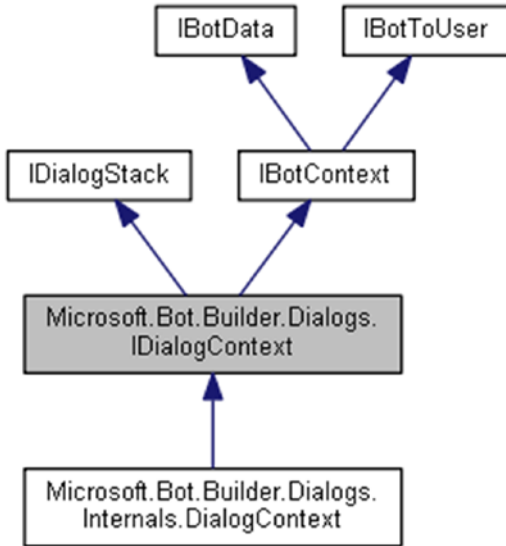 IBotData
IBotToUser
IDialogStack
IBotContext
Microsoft.Bot.Builder.Dialogs.
IDialogContext
Microsoft.Bot.Builder.Dialogs.
Internals.DialogContext